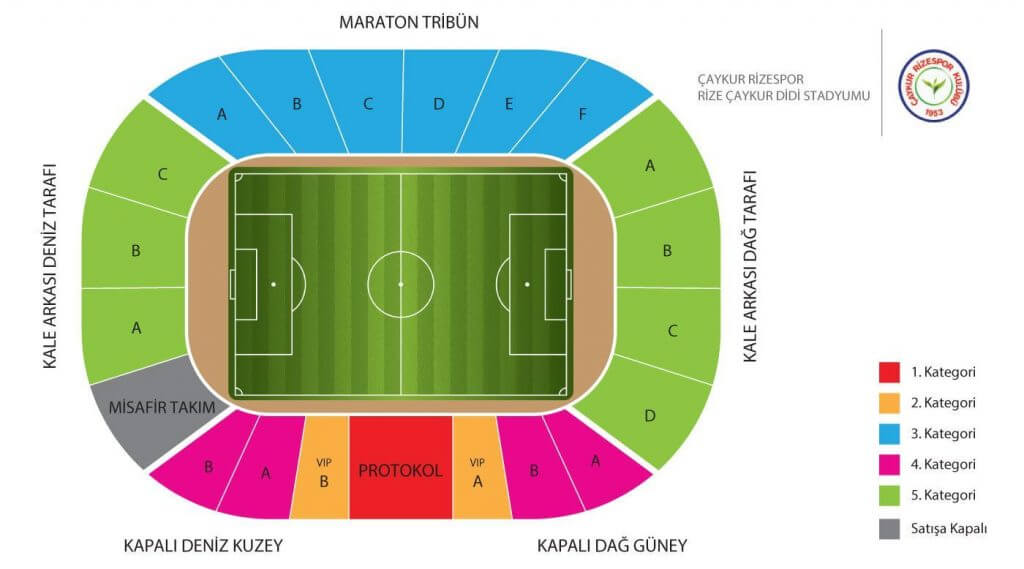 MARATON TRİBÜN
ÇAYKUR RİZESPOR
RİZE ÇAYKUR DİDİ STADYUMU
ÇAYKUR RİZESPOR KULÜBÜ
1953
A
B
C
D
E
F
KALE ARKASI DENİZ TARAFI
C
B
A
MİSAFİR TAKIM
KALE ARKASI DAĞ TARAFI
A
B
C
D
B
A
VIP
B
PROTOKOL
VIP
A
B
A
KAPALI DENİZ KUZEY
KAPALI DAĞ GÜNEY
1. Kategori
2. Kategori
3. Kategori
4. Kategori
5. Kategori
Satışa Kapalı